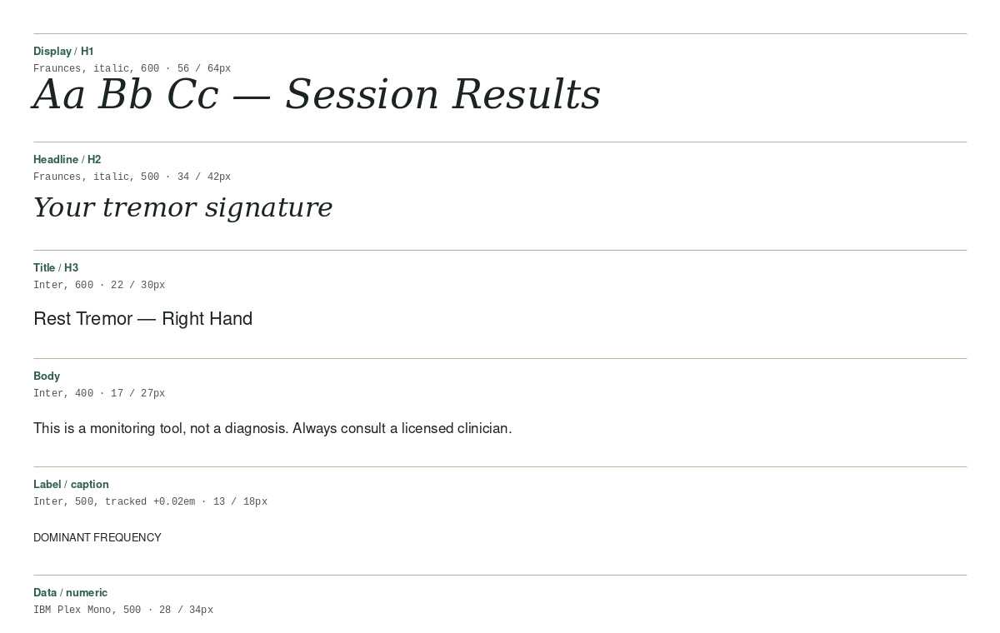 Display / H1
Fraunces, italic, 600 · 56 / 64px
Aa Bb Cc — Session Results
Headline / H2
Fraunces, italic, 500 · 34 / 42px
Your tremor signature
Title / H3
Inter, 600 · 22 / 30px
Rest Tremor — Right Hand
Body
Inter, 400 · 17 / 27px
This is a monitoring tool, not a diagnosis. Always consult a licensed clinician.
Label / caption
Inter, 500, tracked +0.02em · 13 / 18px
DOMINANT FREQUENCY
Data / numeric
IBM Plex Mono, 500 · 28 / 34px